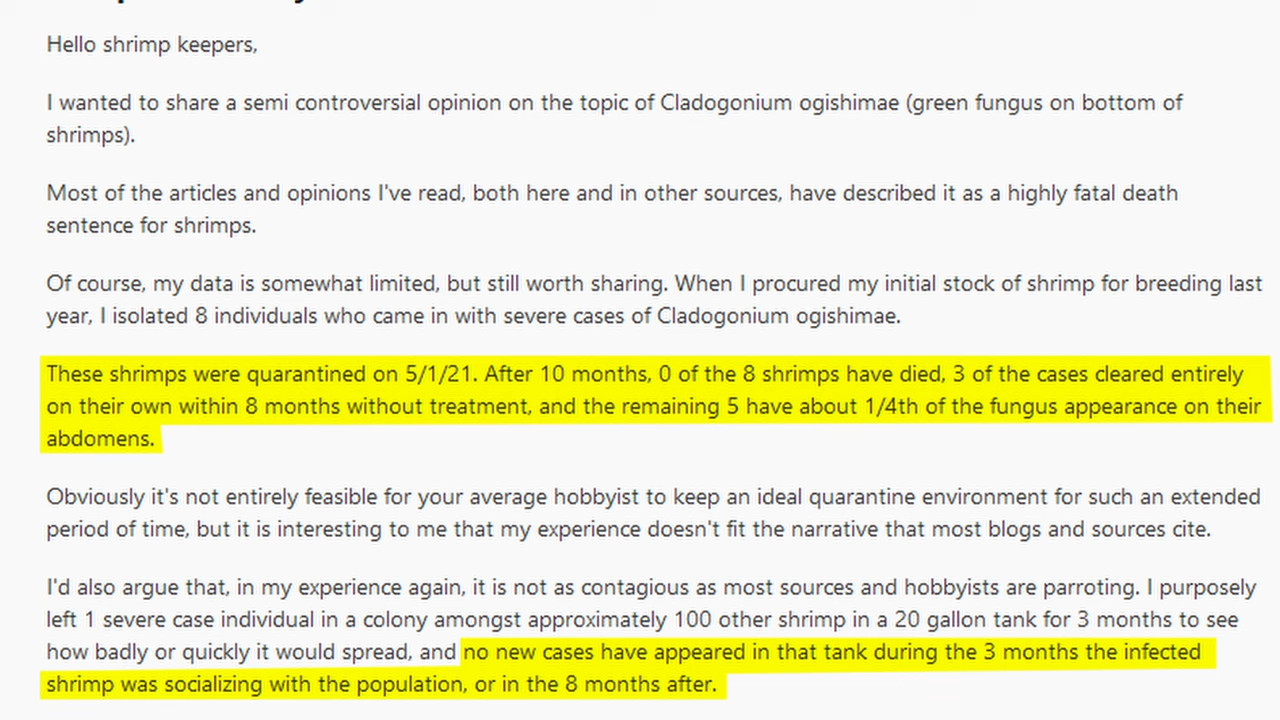 Hello shrimp keepers,
I wanted to share a semi controversial opinion on the topic of Cladogonium ogishimae (green fungus on bottom of
shrimps).
Most of the articles and opinions I've read, both here and in other sources, have described it as a highly fatal death
sentence for shrimps.
Of course, my data is somewhat limited, but still worth sharing. When I procured my initial stock of shrimp for breeding last
year, I isolated 8 individuals who came in with severe cases of Cladogonium ogishimae.
These shrimps were quarantined on 5/1/21. After 10 months, 0 of the 8 shrimps have died, 3 of the cases cleared entirely
on their own within 8 months without treatment, and the remaining 5 have about 1/4th of the fungus appearance on their
abdomens.
Obviously it's not entirely feasible for your average hobbyist to keep an ideal quarantine environment for such an extended
period of time, but it is interesting to me that my experience doesn't fit the narrative that most blogs and sources cite.
I'd also argue that, in my experience again, it is not as contagious as most sources and hobbyists are parroting. I purposely
left 1 severe case individual in a colony amongst approximately 100 other shrimp in a 20 gallon tank for 3 months to see
how badly or quickly it would spread, and no new cases have appeared in that tank during the 3 months the infected
shrimp was socializing with the population, or in the 8 months after.